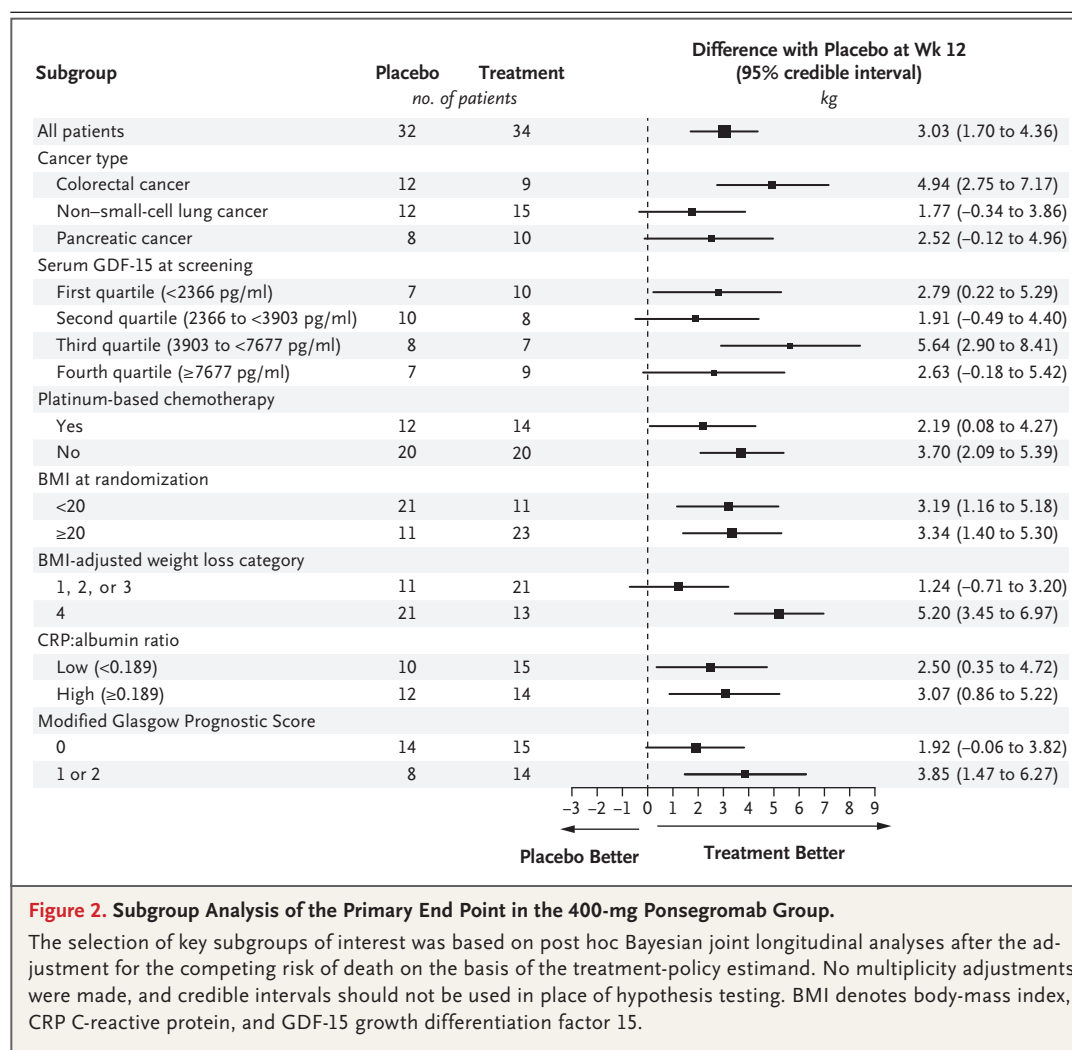 Subgroup Placebo Treatment Difference with Placebo at Wk 12 (95% credible interval)
no. of patients kg
All patients 32 34 3.03 (1.70 to 4.36)
Cancer type
Colorectal cancer 12 9 4.94 (2.75 to 7.17)
Non–small-cell lung cancer 12 15 1.77 (–0.34 to 3.86)
Pancreatic cancer 8 10 2.52 (–0.12 to 4.96)
Serum GDF-15 at screening
First quartile (<2366 pg/ml) 7 10 2.79 (0.22 to 5.29)
Second quartile (2366 to <3903 pg/ml) 10 8 1.91 (–0.49 to 4.40)
Third quartile (3903 to <7677 pg/ml) 8 7 5.64 (2.90 to 8.41)
Fourth quartile (≥7677 pg/ml) 7 9 2.63 (–0.18 to 5.42)
Platinum-based chemotherapy
Yes 12 14 2.19 (0.08 to 4.27)
No 20 20 3.70 (2.09 to 5.39)
BMI at randomization
<20 21 11 3.19 (1.16 to 5.18)
≥20 11 23 3.34 (1.40 to 5.30)
BMI-adjusted weight loss category
1, 2, or 3 11 21 1.24 (–0.71 to 3.20)
4 21 13 5.20 (3.45 to 6.97)
CRP:albumin ratio
Low (<0.189) 10 15 2.50 (0.35 to 4.72)
High (≥0.189) 12 14 3.07 (0.86 to 5.22)
Modified Glasgow Prognostic Score
0 14 15 1.92 (–0.06 to 3.82)
1 or 2 8 14 3.85 (1.47 to 6.27)
–3 –2 –1 0 1 2 3 4 5 6 7 8 9
Placebo Better Treatment Better
Figure 2. Subgroup Analysis of the Primary End Point in the 400-mg Ponsegromab Group.
The selection of key subgroups of interest was based on post hoc Bayesian joint longitudinal analyses after the ad-
justment for the competing risk of death on the basis of the treatment-policy estimand. No multiplicity adjustments
were made, and credible intervals should not be used in place of hypothesis testing. BMI denotes body-mass index,
CRP C-reactive protein, and GDF-15 growth differentiation factor 15.